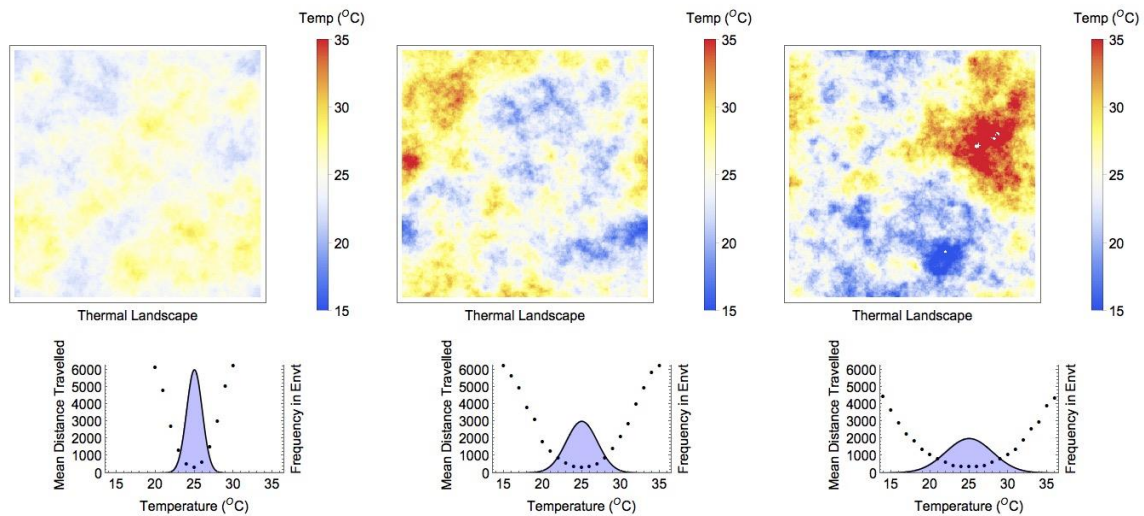 Temp (°C) Temp (°C) Temp (°C)
35 35 35
30 30 30
25 25 25
20 20 20
15 15 15
Thermal Landscape Thermal Landscape Thermal Landscape
Mean Distance Travelled
6000
5000
4000
3000
2000
1000
0
15 20 25 30 35
Temperature (°C)
Frequency in Envt
Mean Distance Travelled
6000
5000
4000
3000
2000
1000
0
15 20 25 30 35
Temperature (°C)
Frequency in Envt
Mean Distance Travelled
6000
5000
4000
3000
2000
1000
0
15 20 25 30 35
Temperature (°C)
Frequency in Envt